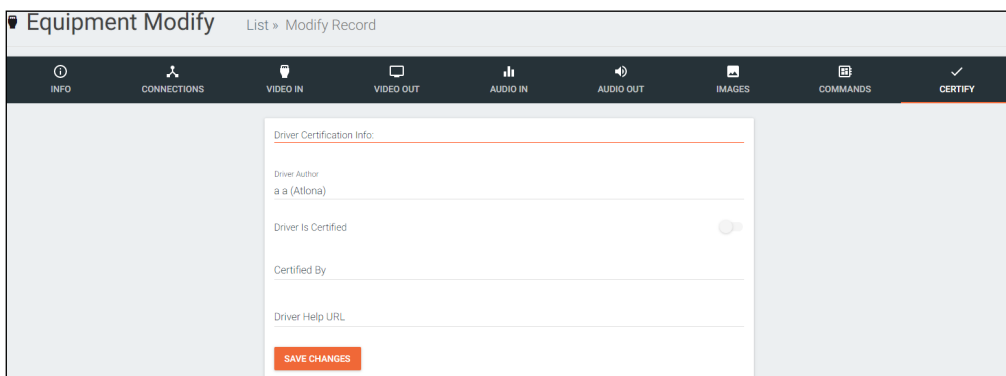 Equipment Modify List » Modify Record
INFO CONNECTIONS VIDEO IN VIDEO OUT AUDIO IN AUDIO OUT IMAGES COMMANDS CERTIFY
Driver Certification Info:
Driver Author
a a (Atlona)
Driver Is Certified
Certified By
Driver Help URL
SAVE CHANGES